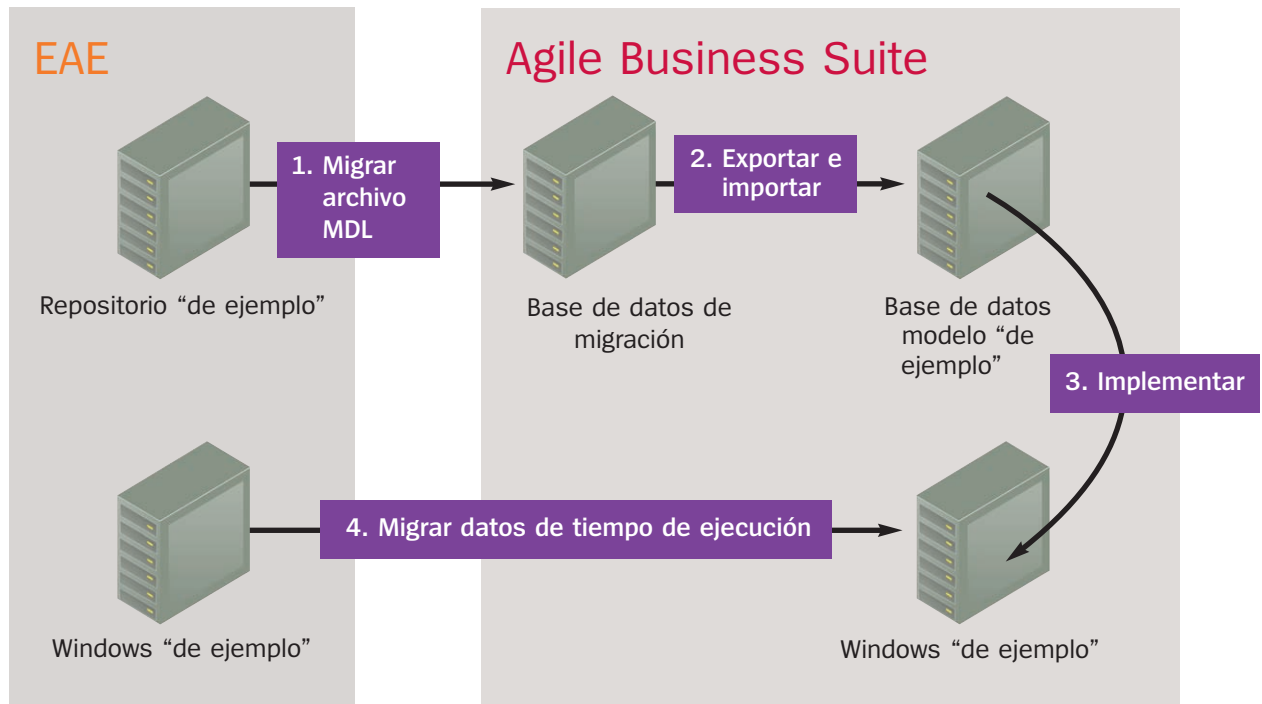 EAE
Agile Business Suite
1. Migrar
archivo
MDL
2. Exportar e
importar
Repositorio “de ejemplo”
Base de datos de
migración
Base de datos
modelo “de
ejemplo”
3. Implementar
4. Migrar datos de tiempo de ejecución
Windows “de ejemplo”
Windows “de ejemplo”